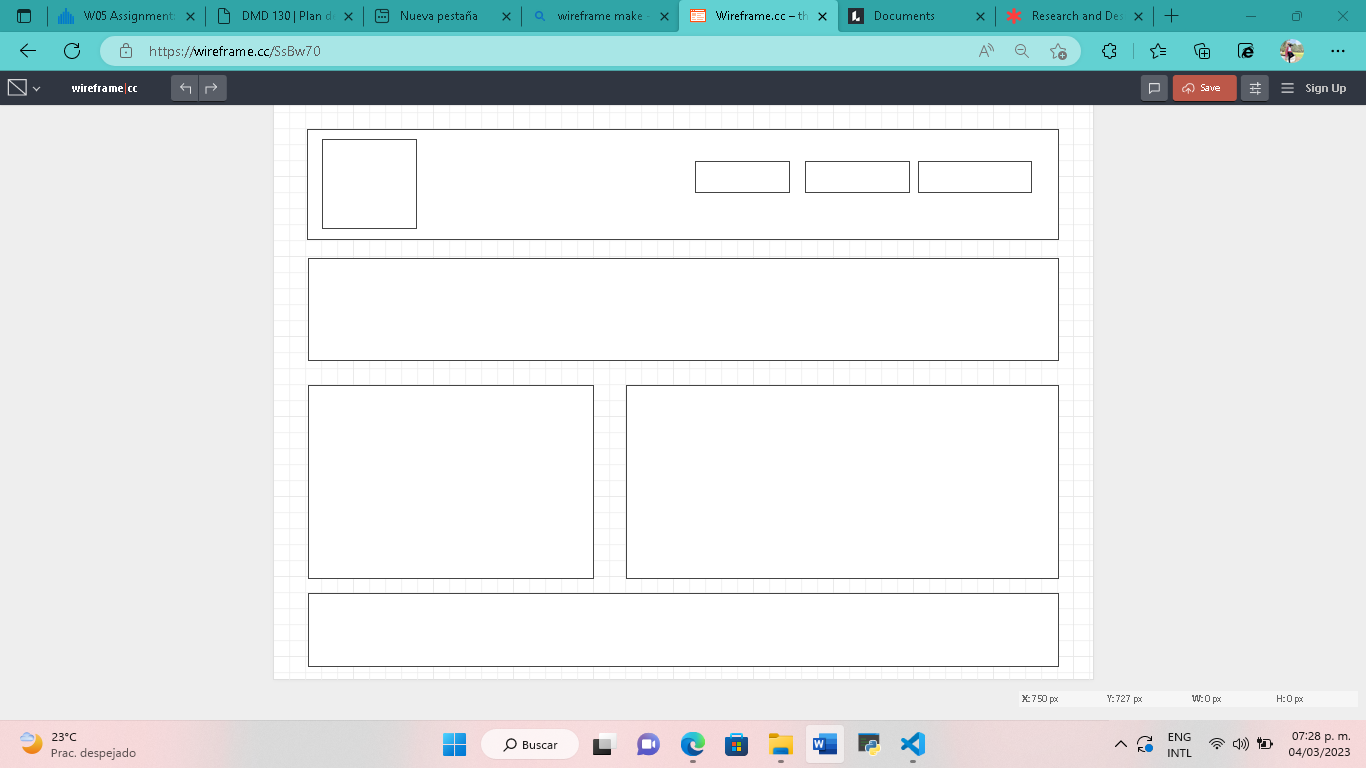 W05 Assignment:
DMD 130 | Plan d
Nueva pestaña
wireframe make -
Wireframe.cc – th
Documents
Research and Des
https://wireframe.cc/SsBw70
wireframe|cc
Save
Sign Up
X: 750 px Y: 727 px W: 0 px H: 0 px
23°C
Prac. despejado
Buscar
ENG
INTL
07:28 p. m.
04/03/2023